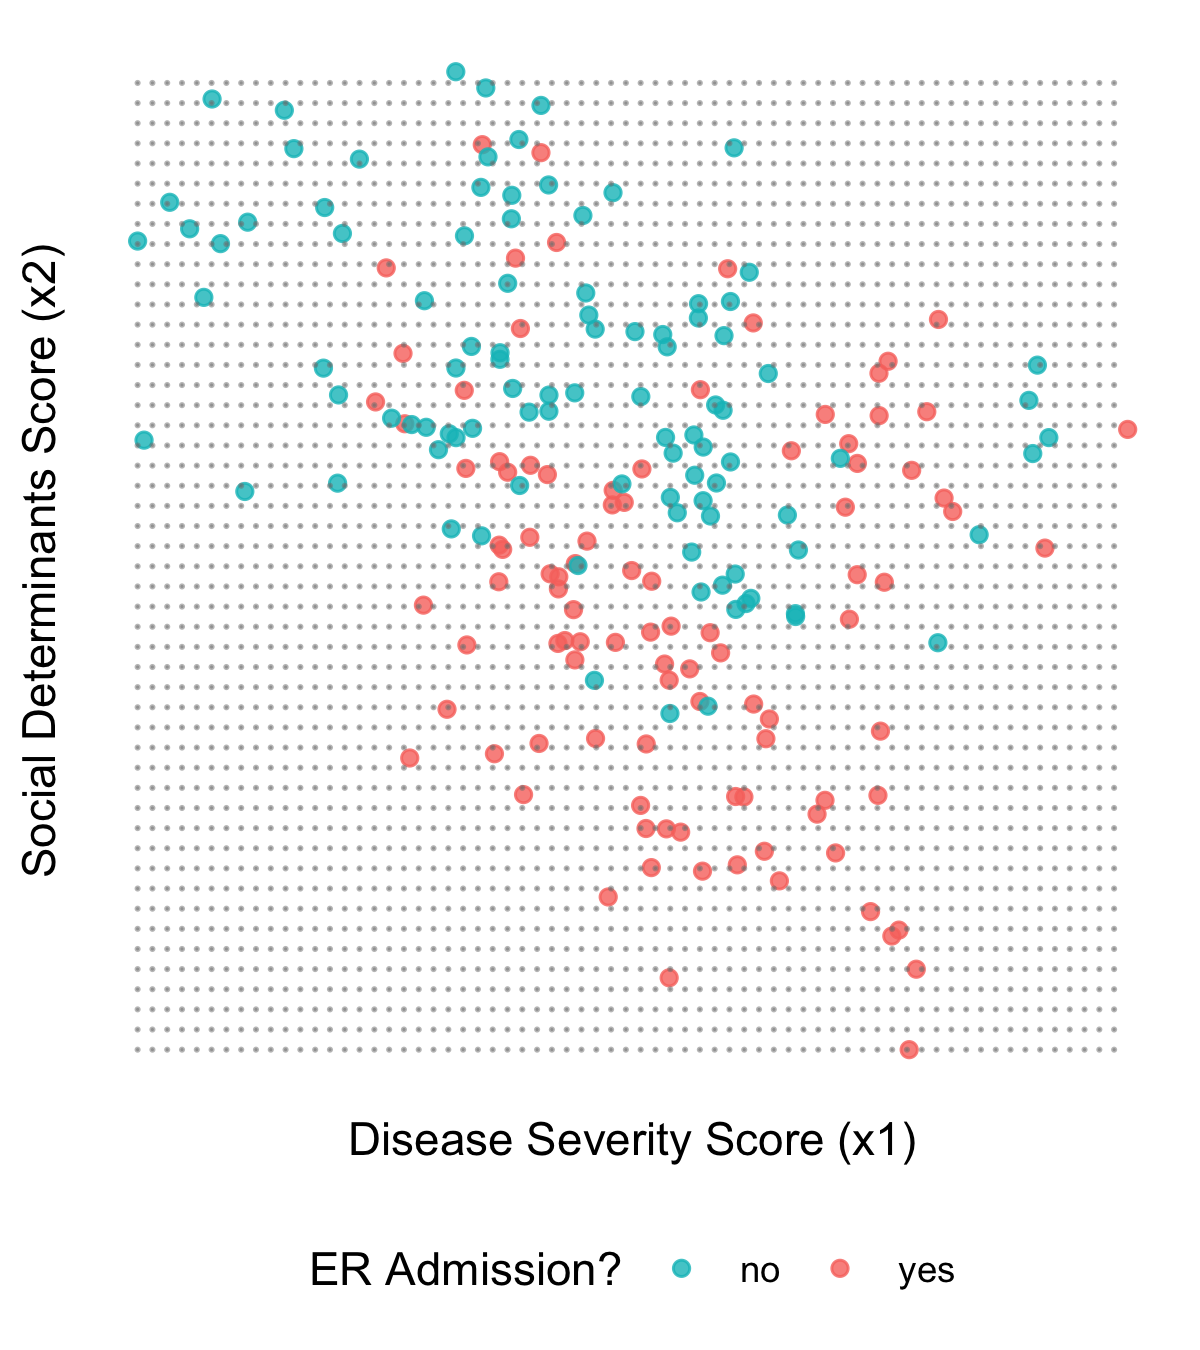 Social Determinants Score (x2)
Disease Severity Score (x1)
ER Admission? no yes